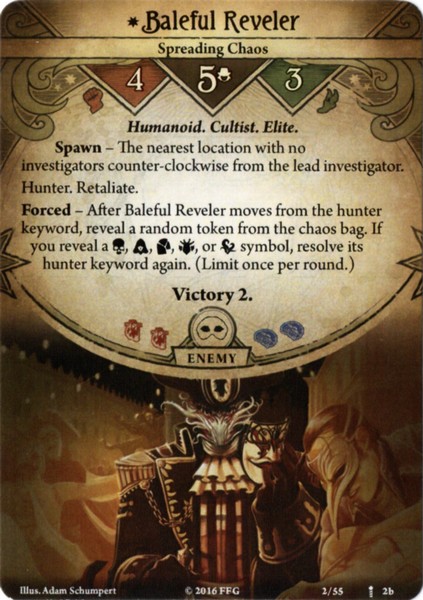 Baleful Reveler
Spreading Chaos
4 5 3
Humanoid. Cultist. Elite.
Spawn – The nearest location with no
investigators counter-clockwise from the lead investigator.
Hunter. Retaliate.
Forced – After Baleful Reveler moves from the hunter
keyword, reveal a random token from the chaos bag. If
you reveal a , , , , or symbol, resolve its
hunter keyword again. (Limit once per round.)
Victory 2.
ENEMY
Illus. Adam Schumpert © 2016 FFG 2/55 2b